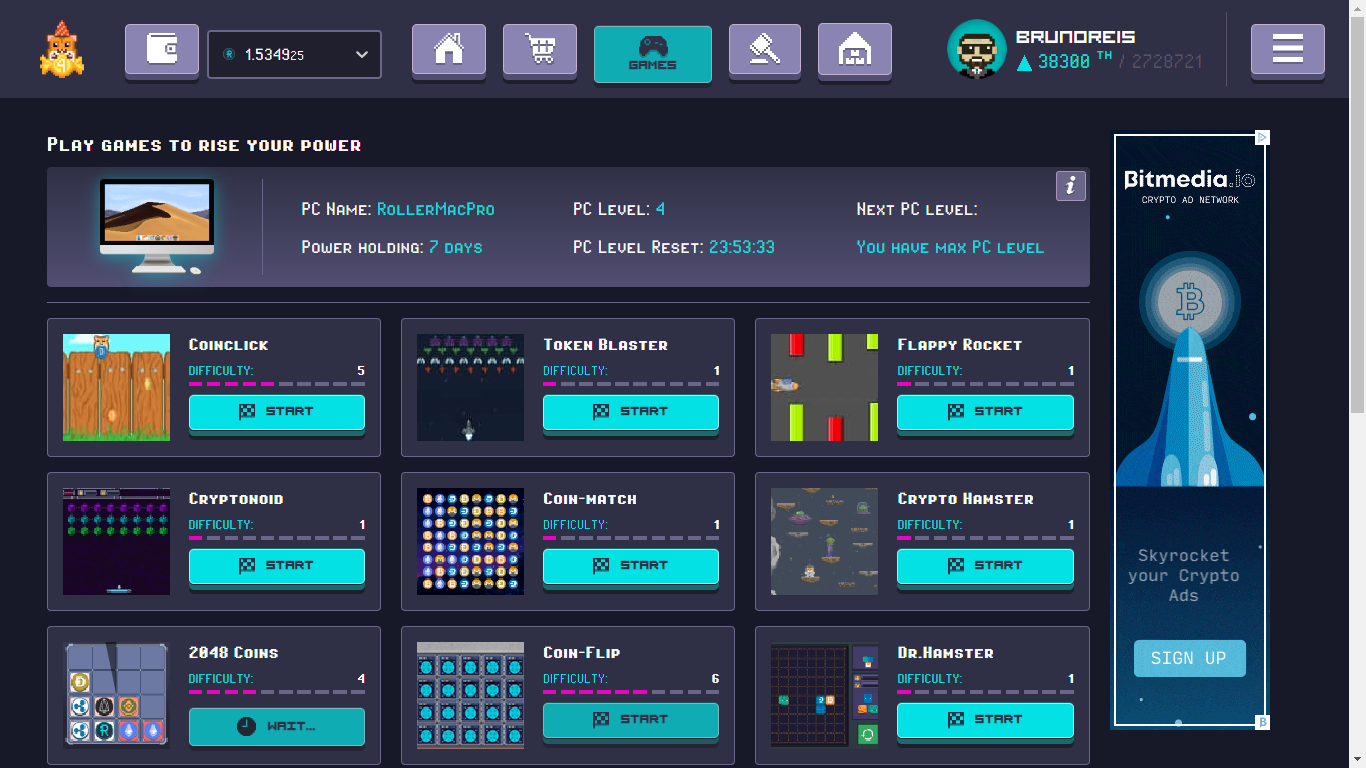 1.5349425
GAMES
BRUNOREIS
38300 TH / 2728721
PLAY GAMES TO RISE YOUR POWER
i
PC NAME: ROLLERMACPRO
PC LEVEL: 4
NEXT PC LEVEL:
POWER HOLDING: 7 DAYS
PC LEVEL RESET: 23:53:33
YOU HAVE MAX PC LEVEL
COINCLICK
DIFFICULTY: 5
START
TOKEN BLASTER
DIFFICULTY: 1
START
FLAPPY ROCKET
DIFFICULTY: 1
START
CRYPTONOID
DIFFICULTY: 1
START
COIN-MATCH
DIFFICULTY: 1
START
CRYPTO HAMSTER
DIFFICULTY: 1
START
2048 COINS
DIFFICULTY: 4
WAIT...
COIN-FLIP
DIFFICULTY: 6
START
DR.HAMSTER
DIFFICULTY: 1
START
Bitmedia.io
CRYPTO AD NETWORK
Skyrocket
your Crypto
Ads
SIGN UP